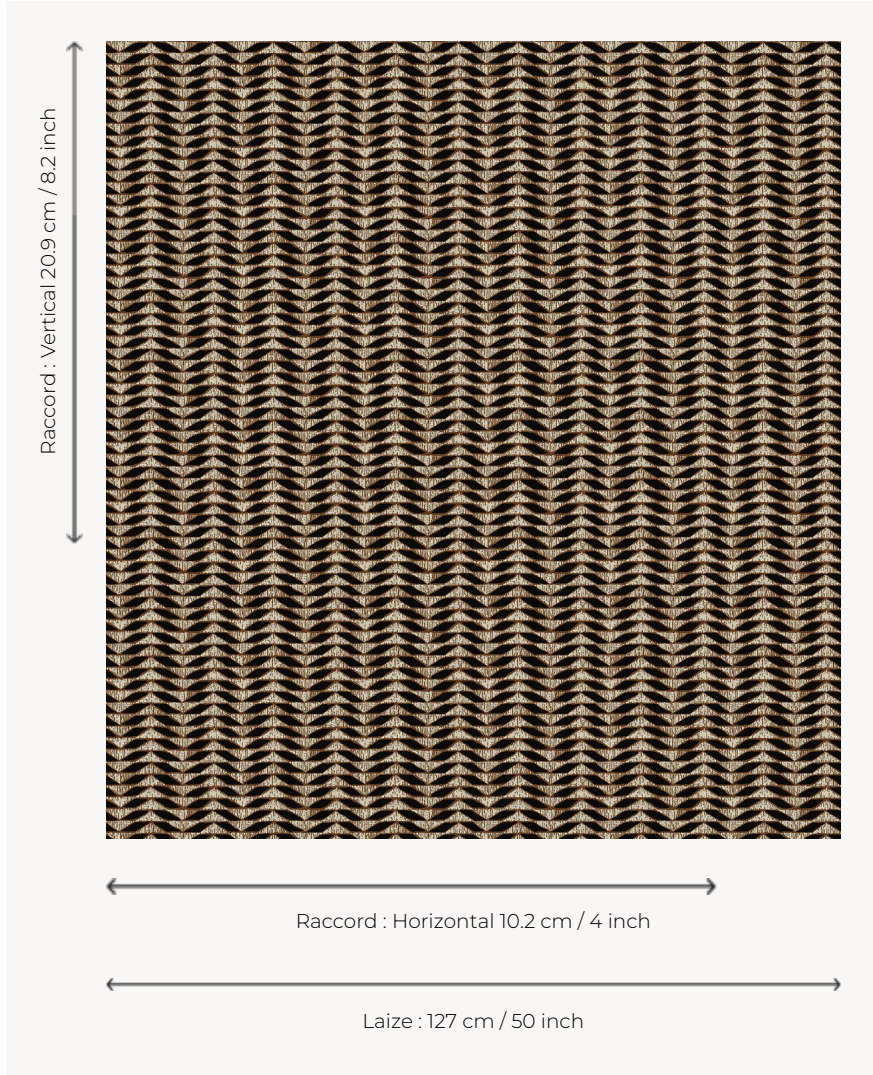 Raccord : Vertical 20.9 cm / 8.2 inch
Raccord : Horizontal 10.2 cm / 4 inch
Laize : 127 cm / 50 inch